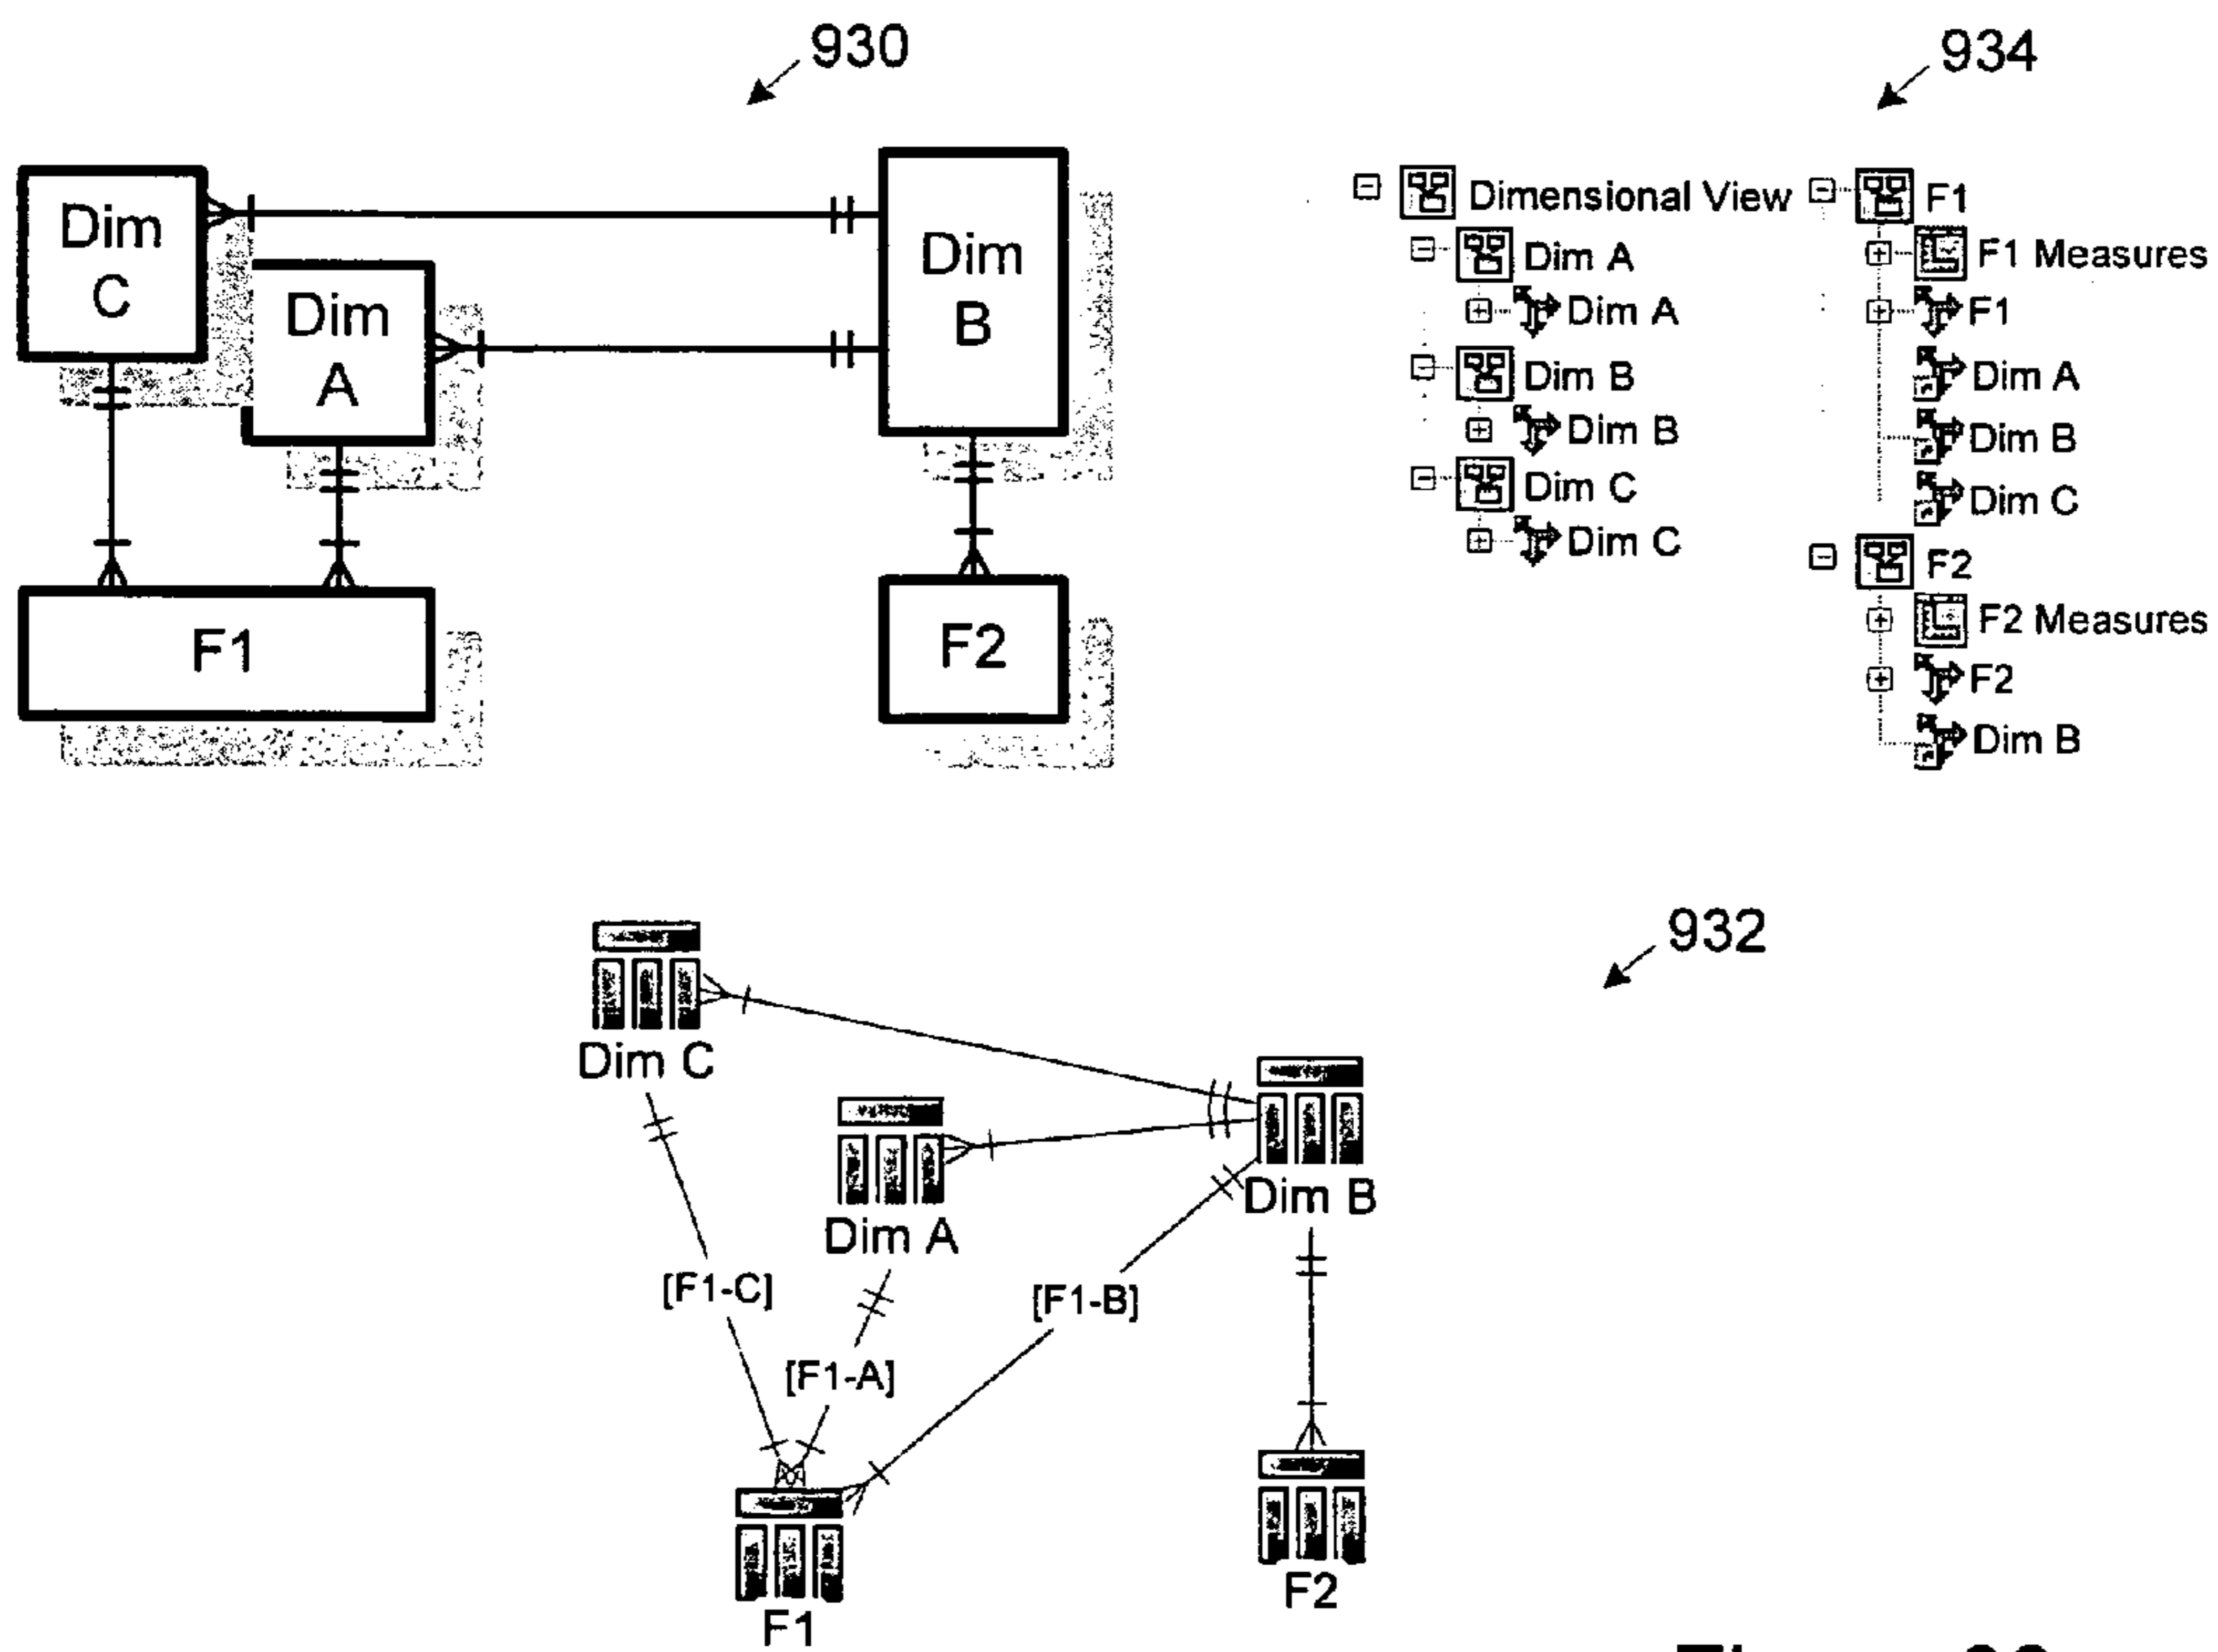 930
Dim
C
Dim
A
Dim
B
F1
F2
934
Dimensional View
Dim A
Dim A
Dim B
Dim B
Dim C
Dim C
F1
F1 Measures
F1
Dim A
Dim B
Dim C
F2
F2 Measures
F2
Dim B
932
Dim C
Dim A
Dim B
[F1-C]
[F1-A]
[F1-B]
F1
F2